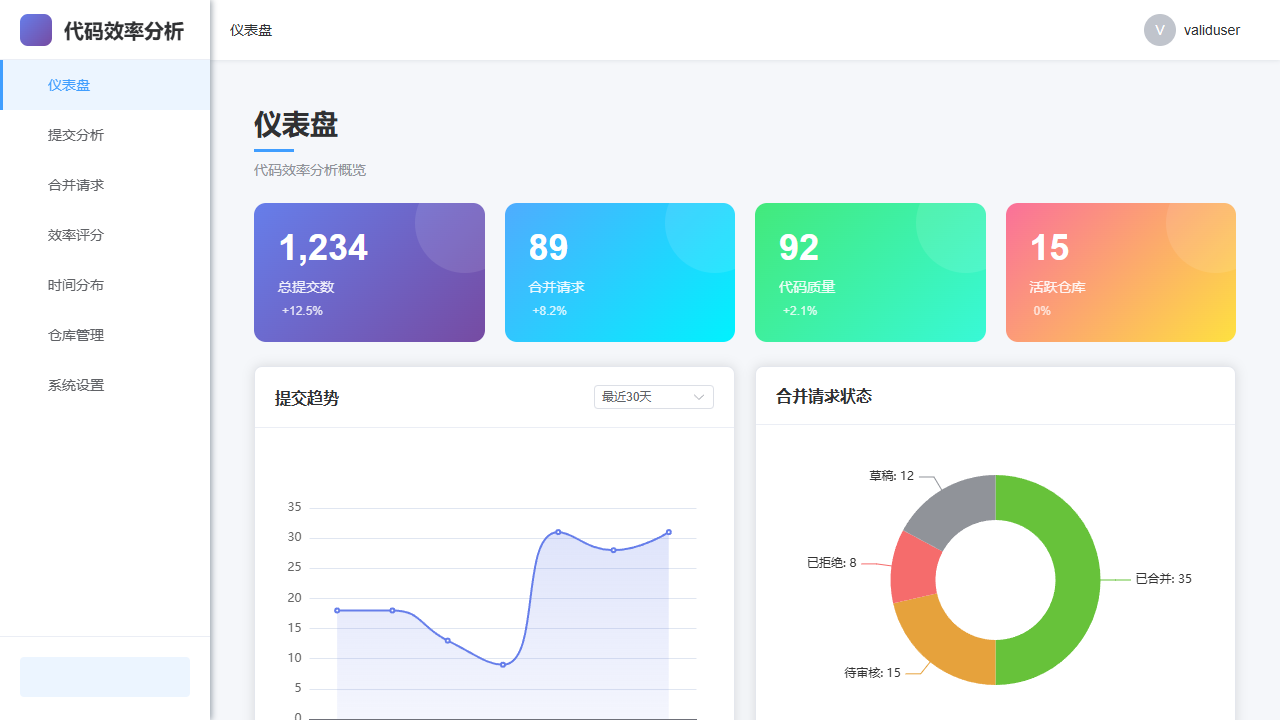 代码效率分析
仪表盘
V
validuser
仪表盘
提交分析
合并请求
效率评分
时间分布
仓库管理
系统设置
仪表盘
代码效率分析概览
1,234
总提交数
+12.5%
89
合并请求
+8.2%
92
代码质量
+2.1%
15
活跃仓库
0%
提交趋势
最近30天
35
30
25
20
15
10
5
0
合并请求状态
草稿: 12
已拒绝: 8
已合并: 35
待审核: 15